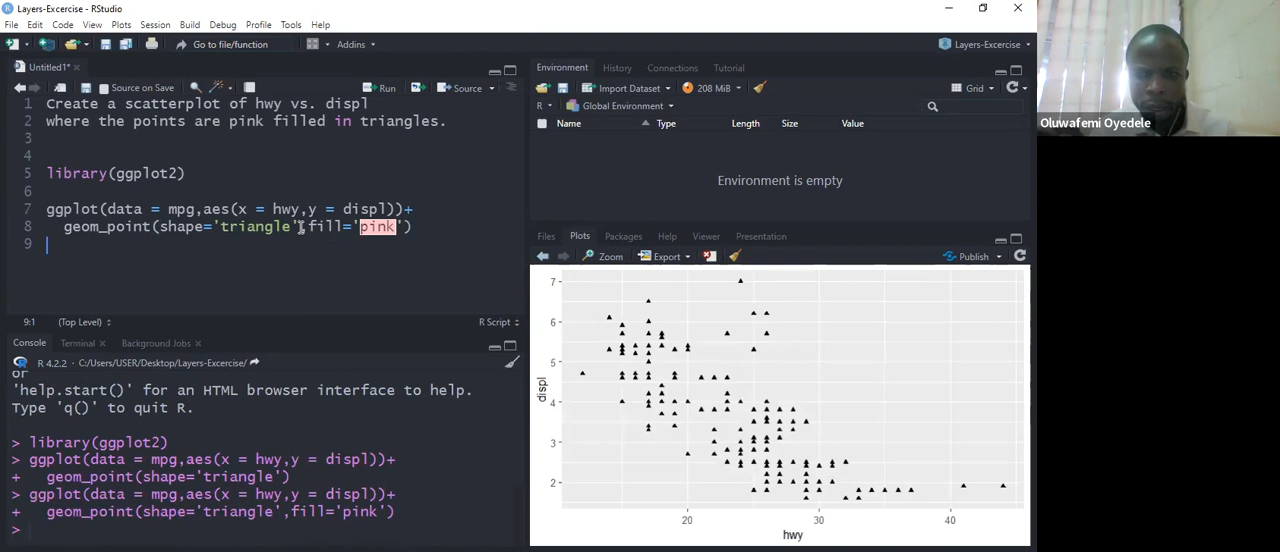 Layers-Excercise - RStudio
File Edit Code View Plots Session Build Debug Profile Tools Help
Go to file/function Addins Layers-Excercise
Untitled1*
Source on Save Run Source
1 Create a scatterplot of hwy vs. displ
2 where the points are pink filled in triangles.
3
4
5 library(ggplot2)
6
7 ggplot(data = mpg,aes(x = hwy,y = displ))+
8 geom_point(shape='triangle',fill='pink')
9
9:1 (Top Level) R Script
Console Terminal Background Jobs
R 4.2.2 · C:/Users/USER/Desktop/Layers-Excercise/
or
'help.start()' for an HTML browser interface to help.
Type 'q()' to quit R.
> library(ggplot2)
> ggplot(data = mpg,aes(x = hwy,y = displ))+
+ geom_point(shape='triangle')
> ggplot(data = mpg,aes(x = hwy,y = displ))+
+ geom_point(shape='triangle',fill='pink')
>
Environment History Connections Tutorial
Import Dataset 208 MiB Grid
R Global Environment
Name Type Length Size Value
Environment is empty
Files Plots Packages Help Viewer Presentation
Zoom Export Publish
7
6
5
4
3
2
displ
20 30 40
hwy
Oluwafemi Oyedele